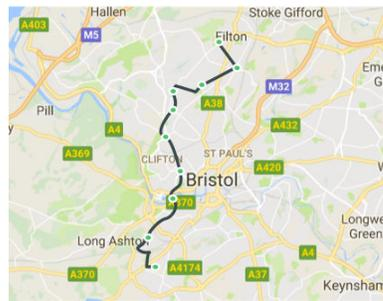 Hallen
Stoke Gifford
A403
M5
Filton
M32
Eme
G
Pill
A38
A4
A432
y
A369
CLIFTON
ST PAUL'S
A420
W
Bristol
A370
Longwe
Green
Long Ashton
A4
A370
A4174
A37
Keynsham